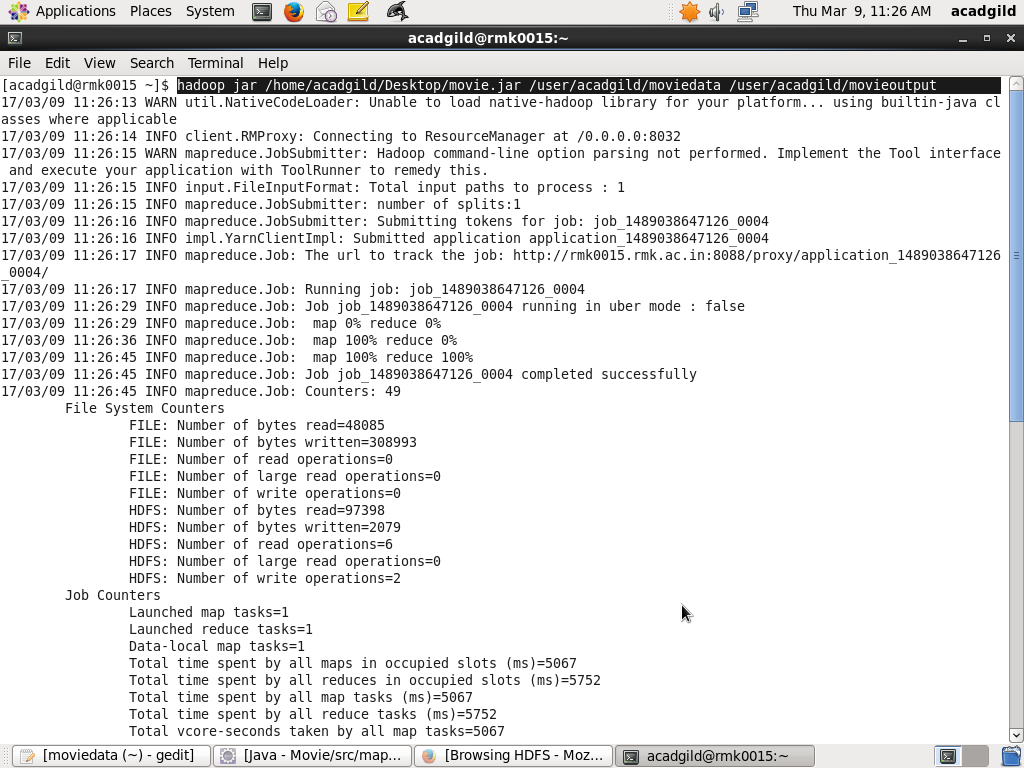 Applications Places System
Thu Mar 9, 11:26 AM acadgild
acadgild@rmk0015:~
File Edit View Search Terminal Help
[acadgild@rmk0015 ~]$ hadoop jar /home/acadgild/Desktop/movie.jar /user/acadgild/moviedata /user/acadgild/movieoutput
17/03/09 11:26:13 WARN util.NativeCodeLoader: Unable to load native-hadoop library for your platform... using builtin-java cl
asses where applicable
17/03/09 11:26:14 INFO client.RMProxy: Connecting to ResourceManager at /0.0.0.0:8032
17/03/09 11:26:15 WARN mapreduce.JobSubmitter: Hadoop command-line option parsing not performed. Implement the Tool interface
 and execute your application with ToolRunner to remedy this.
17/03/09 11:26:15 INFO input.FileInputFormat: Total input paths to process : 1
17/03/09 11:26:15 INFO mapreduce.JobSubmitter: number of splits:1
17/03/09 11:26:16 INFO mapreduce.JobSubmitter: Submitting tokens for job: job_1489038647126_0004
17/03/09 11:26:16 INFO impl.YarnClientImpl: Submitted application application_1489038647126_0004
17/03/09 11:26:17 INFO mapreduce.Job: The url to track the job: http://rmk0015.rmk.ac.in:8088/proxy/application_1489038647126
_0004/
17/03/09 11:26:17 INFO mapreduce.Job: Running job: job_1489038647126_0004
17/03/09 11:26:29 INFO mapreduce.Job: Job job_1489038647126_0004 running in uber mode : false
17/03/09 11:26:29 INFO mapreduce.Job:  map 0% reduce 0%
17/03/09 11:26:36 INFO mapreduce.Job:  map 100% reduce 0%
17/03/09 11:26:45 INFO mapreduce.Job:  map 100% reduce 100%
17/03/09 11:26:45 INFO mapreduce.Job: Job job_1489038647126_0004 completed successfully
17/03/09 11:26:45 INFO mapreduce.Job: Counters: 49
File System Counters
FILE: Number of bytes read=48085
FILE: Number of bytes written=308993
FILE: Number of read operations=0
FILE: Number of large read operations=0
FILE: Number of write operations=0
HDFS: Number of bytes read=97398
HDFS: Number of bytes written=2079
HDFS: Number of read operations=6
HDFS: Number of large read operations=0
HDFS: Number of write operations=2
Job Counters
Launched map tasks=1
Launched reduce tasks=1
Data-local map tasks=1
Total time spent by all maps in occupied slots (ms)=5067
Total time spent by all reduces in occupied slots (ms)=5752
Total time spent by all map tasks (ms)=5067
Total time spent by all reduce tasks (ms)=5752
Total vcore-seconds taken by all map tasks=5067
[moviedata (~) - gedit] [Java - Movie/src/map... [Browsing HDFS - Moz... acadgild@rmk0015:~